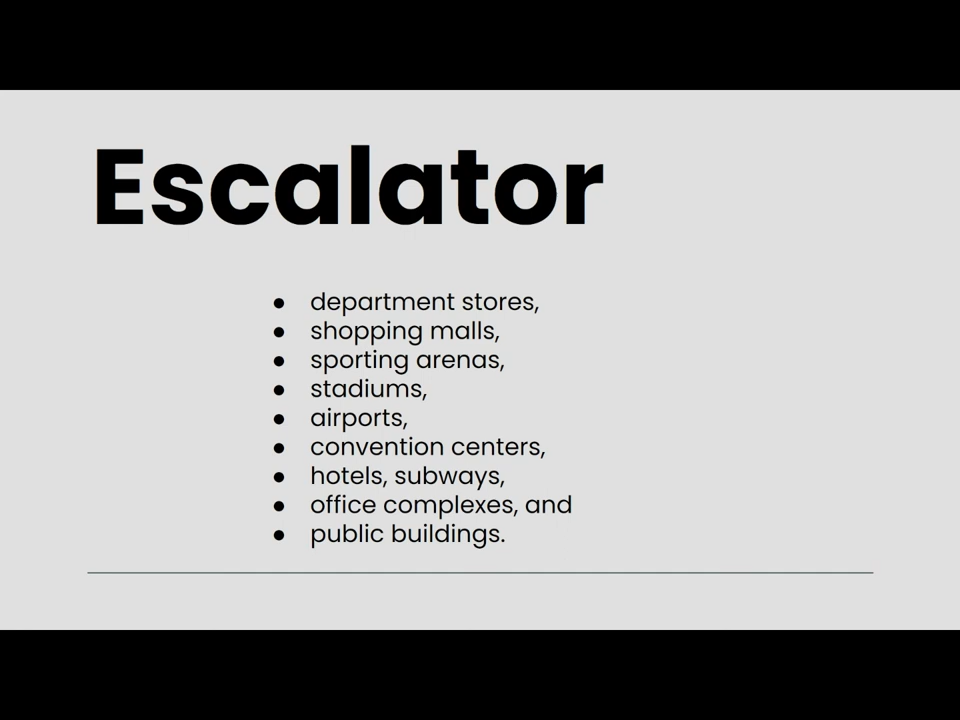 Escalator
● department stores,
● shopping malls,
● sporting arenas,
● stadiums,
● airports,
● convention centers,
● hotels, subways,
● office complexes, and
● public buildings.